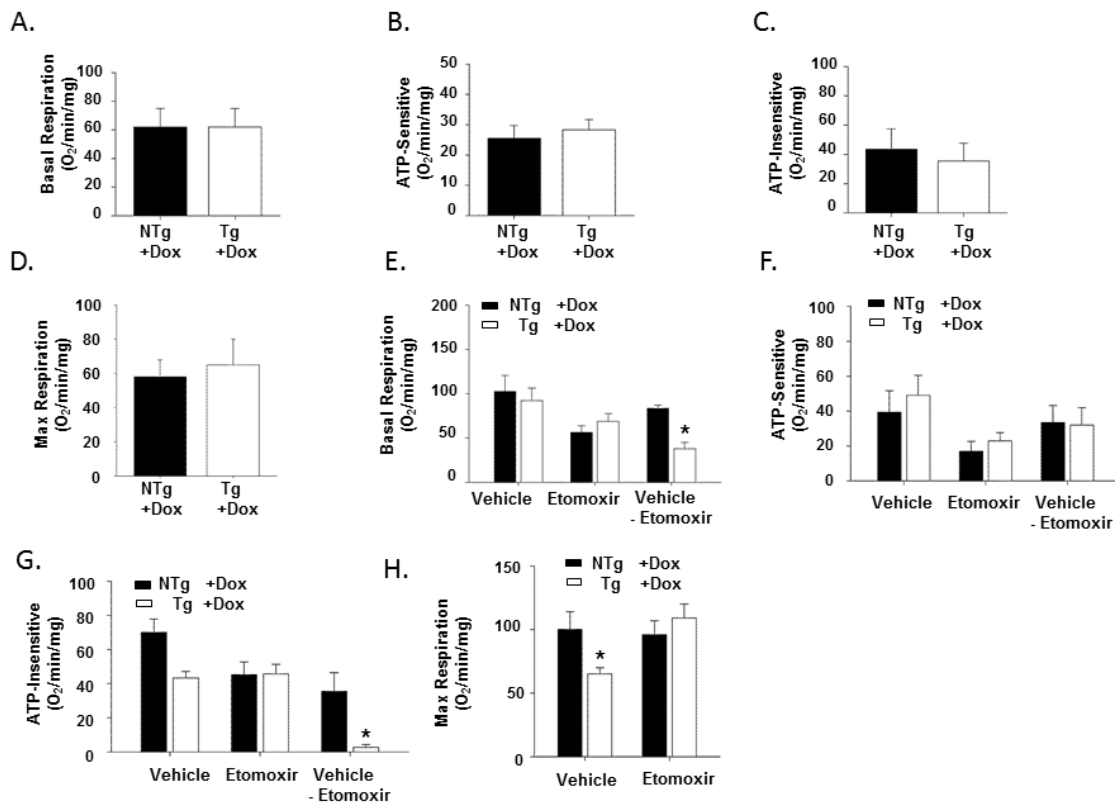 A.
Basal Respiration
(O₂/min/mg)
100
80
60
40
20
0
NTg
+Dox
Tg
+Dox
B.
ATP-Sensitive
(O₂/min/mg)
50
40
30
20
10
0
NTg
+Dox
Tg
+Dox
C.
ATP-Insensitive
(O₂/min/mg)
100
80
60
40
20
0
NTg
+Dox
Tg
+Dox
D.
Max Respiration
(O₂/min/mg)
100
80
60
40
20
0
NTg
+Dox
Tg
+Dox
E.
Basal Respiration
(O₂/min/mg)
200
150
100
50
0
NTg +Dox
Tg +Dox
*
Vehicle
Etomoxir
Vehicle
- Etomoxir
F.
ATP-Sensitive
(O₂/min/mg)
100
80
60
40
20
0
NTg +Dox
Tg +Dox
Vehicle
Etomoxir
Vehicle
- Etomoxir
G.
ATP-Insensitive
(O₂/min/mg)
100
80
60
40
20
0
NTg +Dox
Tg +Dox
*
Vehicle
Etomoxir
Vehicle
- Etomoxir
H.
Max Respiration
(O₂/min/mg)
150
100
50
0
NTg +Dox
Tg +Dox
*
Vehicle
Etomoxir